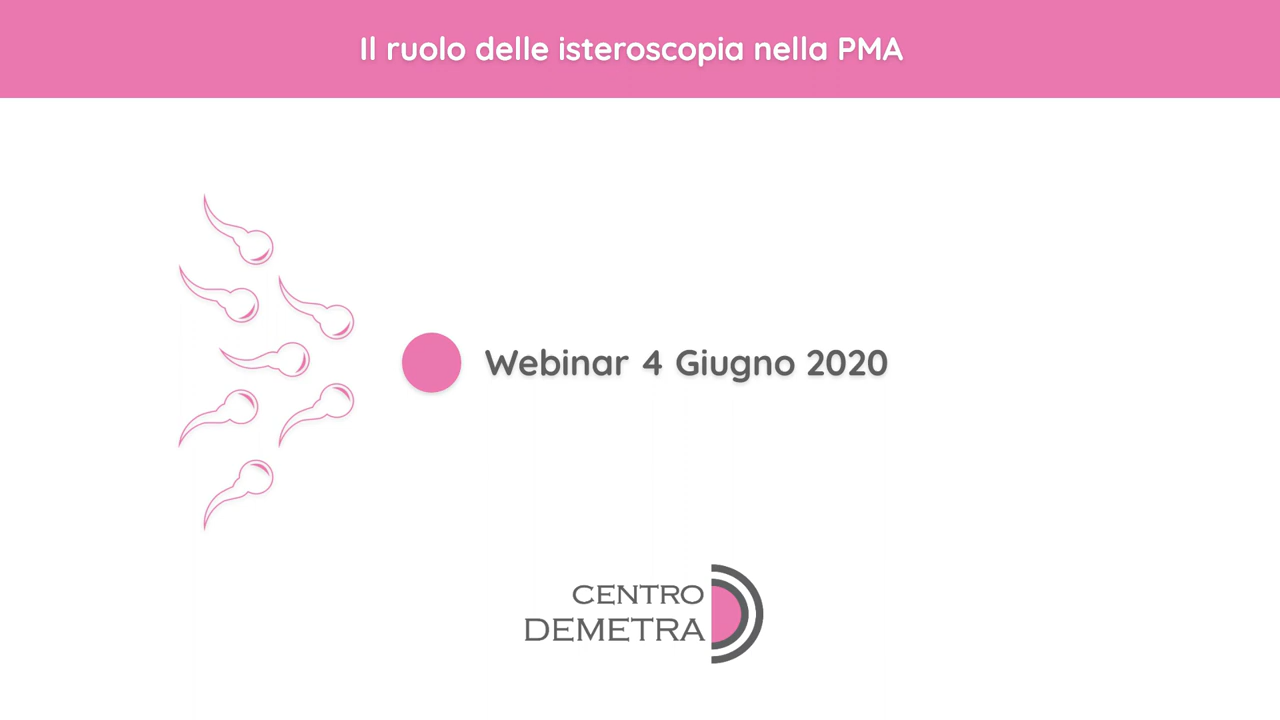 Il ruolo delle isteroscopia nella PMA
Webinar 4 Giugno 2020
CENTRO
DEMETRA